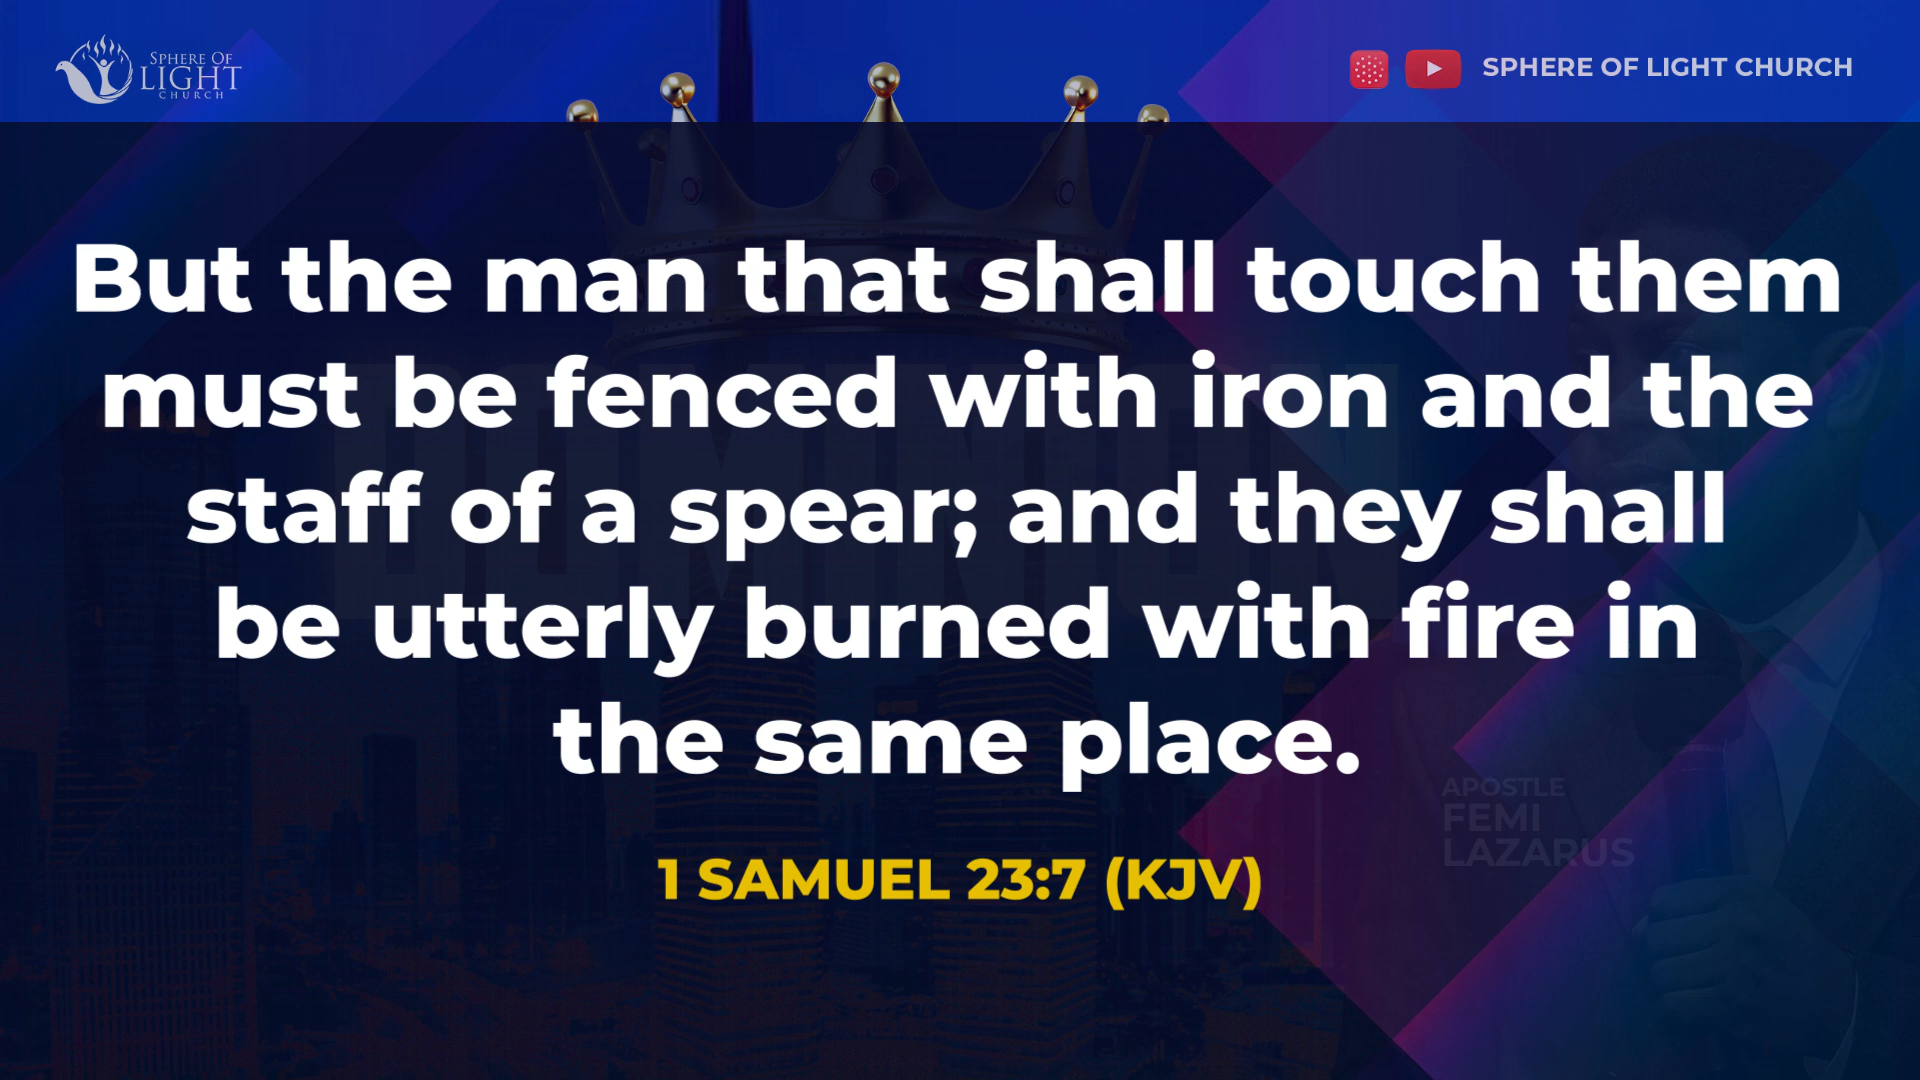 SPHERE OF
LIGHT
CHURCH
SPHERE OF LIGHT CHURCH
DOMINION
But the man that shall touch them
must be fenced with iron and the
staff of a spear; and they shall
be utterly burned with fire in
the same place.
APOSTLE
FEMI
LAZARUS
1 SAMUEL 23:7 (KJV)